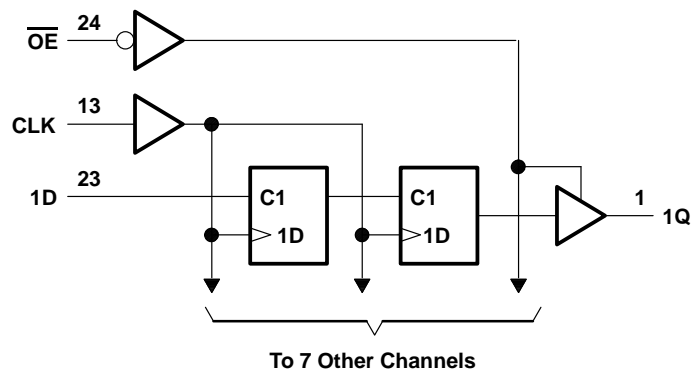 24
OE
13
CLK
23
1D
C1
C1
1D
1D
1
1Q
To 7 Other Channels